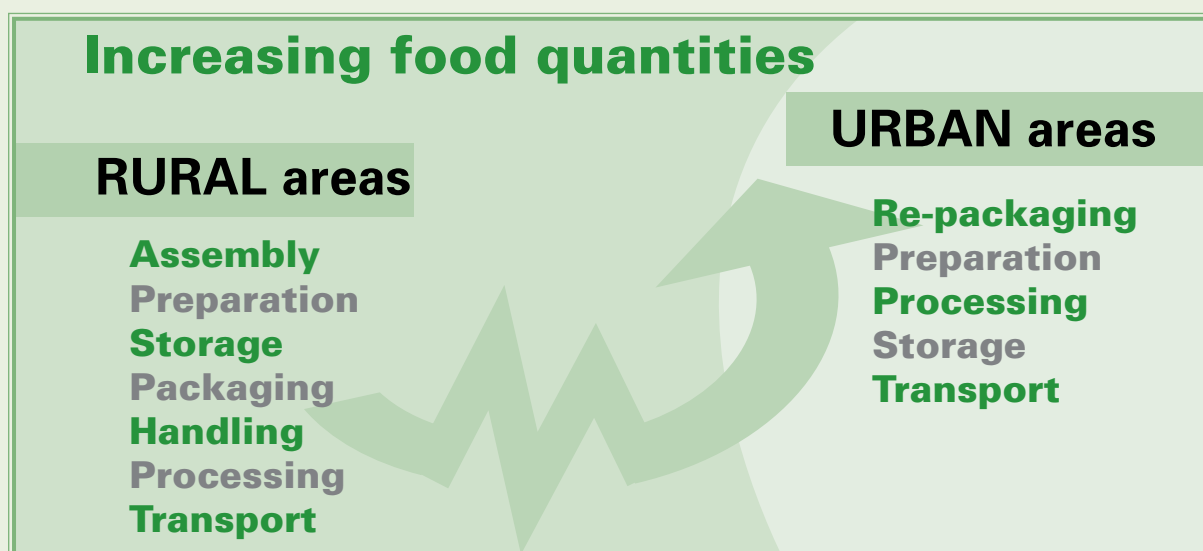 Increasing food quantities
RURAL areas
Assembly
Preparation
Storage
Packaging
Handling
Processing
Transport
URBAN areas
Re-packaging
Preparation
Processing
Storage
Transport